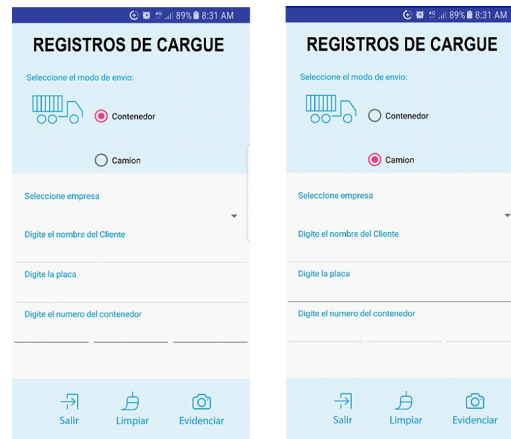 89% 8:31 AM
REGISTROS DE CARGUE
Seleccione el modo de envio:
Contenedor
Camion
Seleccione empresa
Digite el nombre del Cliente
Digite la placa
Digite el numero del contenedor
Salir Limpiar Evidenciar
89% 8:31 AM
REGISTROS DE CARGUE
Seleccione el modo de envio:
Contenedor
Camion
Seleccione empresa
Digite el nombre del Cliente
Digite la placa
Digite el numero del contenedor
Salir Limpiar Evidenciar